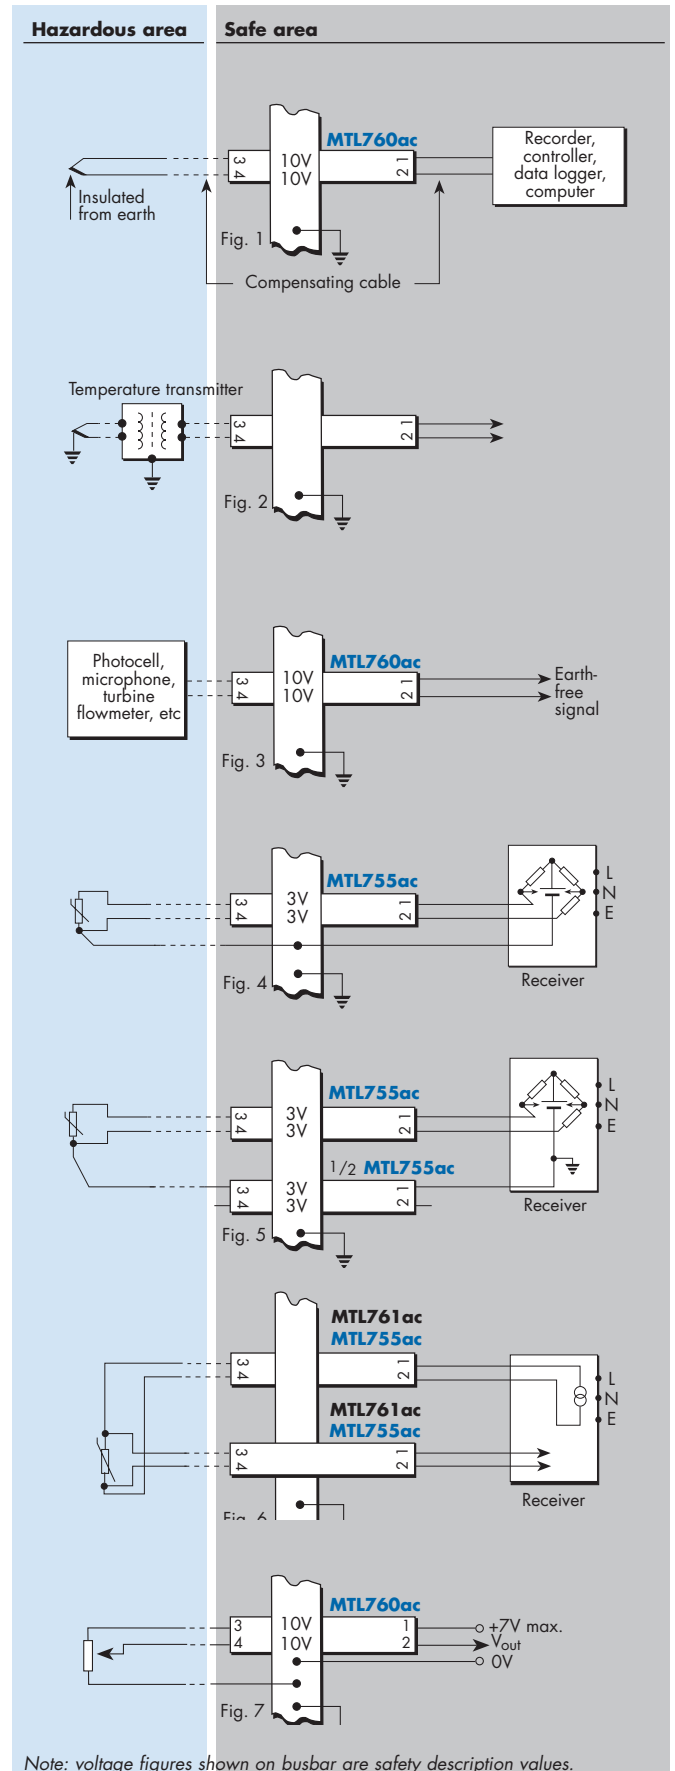 Hazardous area
Safe area
MTL760ac
3
4
10V
10V
1
2
Recorder,
controller,
data logger,
computer
Insulated
from earth
Fig. 1
Compensating cable
Temperature transmitter
3
4
1
2
Fig. 2
Photocell,
microphone,
turbine
flowmeter, etc
MTL760ac
3
4
10V
10V
1
2
Earth-
free
signal
Fig. 3
MTL755ac
3
4
3V
3V
1
2
L
N
E
Fig. 4
Receiver
MTL755ac
3
4
3V
3V
1
2
L
N
E
1/2 MTL755ac
3
4
3V
3V
1
2
Fig. 5
Receiver
MTL761ac
MTL755ac
3
4
1
2
L
N
E
MTL761ac
MTL755ac
3
4
1
2
Receiver
Fig. 6
MTL760ac
3
4
10V
10V
1
2
+7V max.
Vout
0V
Fig. 7
Note: voltage figures shown on busbar are safety description values.